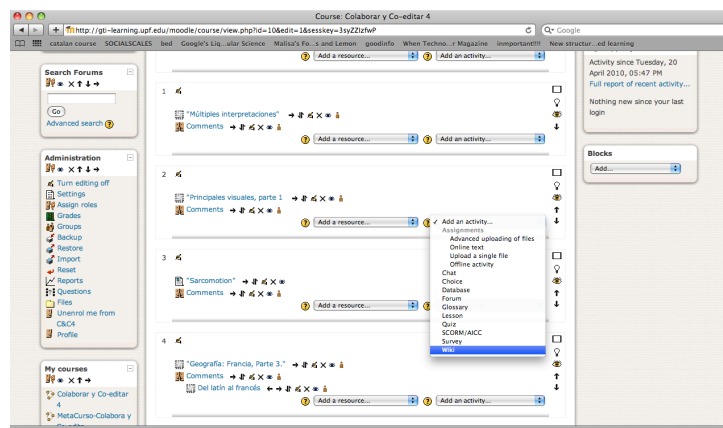 Course: Colaborar y Co-editar 4
http://gti-learning.upf.edu/moodle/course/view.php?id=10&edit=1&sesskey=3syZZIzfwP
Google
catalan course SOCIALSCALES bed Google's Liq...ular Science Malisa's Fo...s and Lemon goodinfo When Techno...r Magazine inmportant!!!! New structur...ed learning
Search Forums
Go
Advanced search
Administration
Turn editing off
Settings
Assign roles
Grades
Groups
Backup
Restore
Import
Reset
Reports
Questions
Files
Unenrol me from
C&C4
Profile
My courses
Colaborar y Co-editar
4
MetaCurso-Colabora y
Add a resource... Add an activity...
1
"Múltiples interpretaciones"
Comments
Add a resource... Add an activity...
2
"Principales visuales, parte 1
Comments
Add a resource...
Add an activity...
Assignments
Advanced uploading of files
Online text
Upload a single file
Offline activity
Chat
Choice
Database
Forum
Glossary
Lesson
Quiz
SCORM/AICC
Survey
Wiki
3
"Sarcomotion"
Comments
Add a resource...
4
"Geografía: Francia, Parte 3."
Comments
Del latín al francés
Add a resource... Add an activity...
Activity since Tuesday, 20
April 2010, 05:47 PM
Full report of recent activity...
Nothing new since your last
login
Blocks
Add...